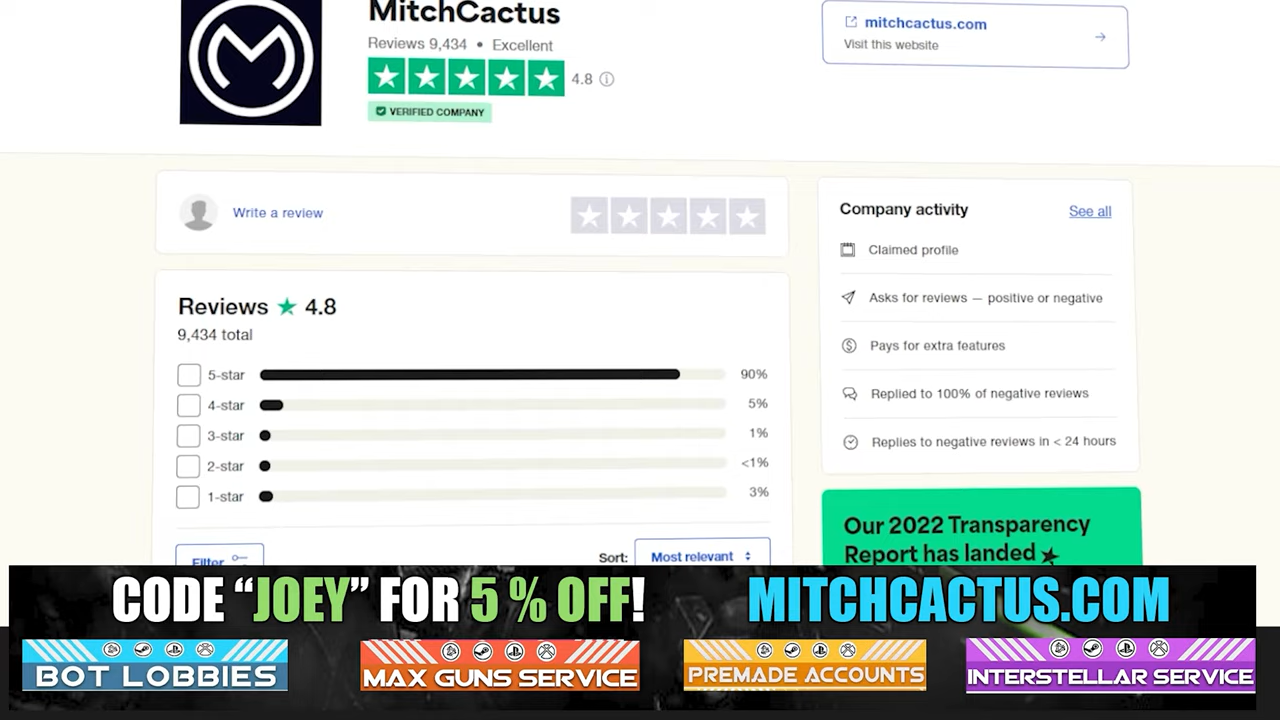 MitchCactus
Reviews 9,434 • Excellent
4.8
VERIFIED COMPANY
mitchcactus.com
Visit this website
Write a review
Reviews ★ 4.8
9,434 total
5-star 90%
4-star 5%
3-star 1%
2-star <1%
1-star 3%
Filter
Sort: Most relevant
Company activity See all
Claimed profile
Asks for reviews — positive or negative
Pays for extra features
Replied to 100% of negative reviews
Replies to negative reviews in < 24 hours
Our 2022 Transparency
Report has landed
CODE “JOEY” FOR 5 % OFF! MITCHCACTUS.COM
BOT LOBBIES MAX GUNS SERVICE PREMADE ACCOUNTS INTERSTELLAR SERVICE